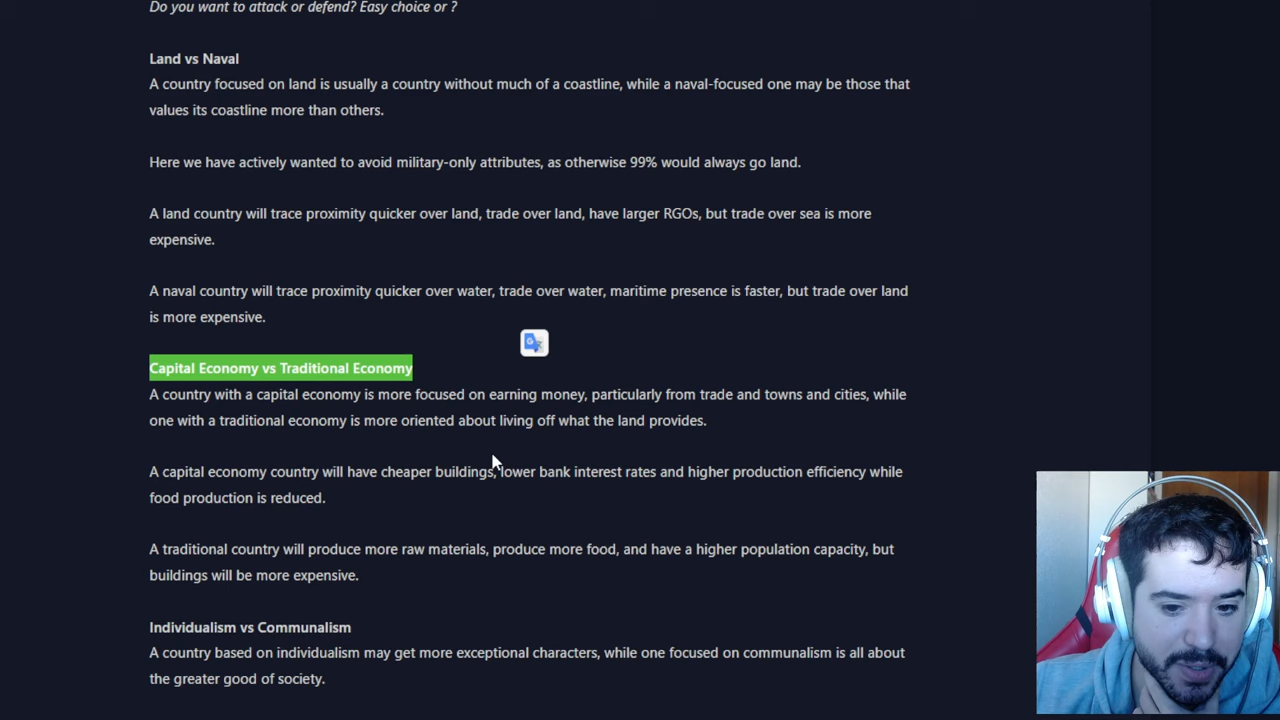 Do you want to attack or defend? Easy choice or ?
Land vs Naval
A country focused on land is usually a country without much of a coastline, while a naval-focused one may be those that
values its coastline more than others.
Here we have actively wanted to avoid military-only attributes, as otherwise 99% would always go land.
A land country will trace proximity quicker over land, trade over land, have larger RGOs, but trade over sea is more
expensive.
A naval country will trace proximity quicker over water, trade over water, maritime presence is faster, but trade over land
is more expensive.
Capital Economy vs Traditional Economy
A country with a capital economy is more focused on earning money, particularly from trade and towns and cities, while
one with a traditional economy is more oriented about living off what the land provides.
A capital economy country will have cheaper buildings, lower bank interest rates and higher production efficiency while
food production is reduced.
A traditional country will produce more raw materials, produce more food, and have a higher population capacity, but
buildings will be more expensive.
Individualism vs Communalism
A country based on individualism may get more exceptional characters, while one focused on communalism is all about
the greater good of society.